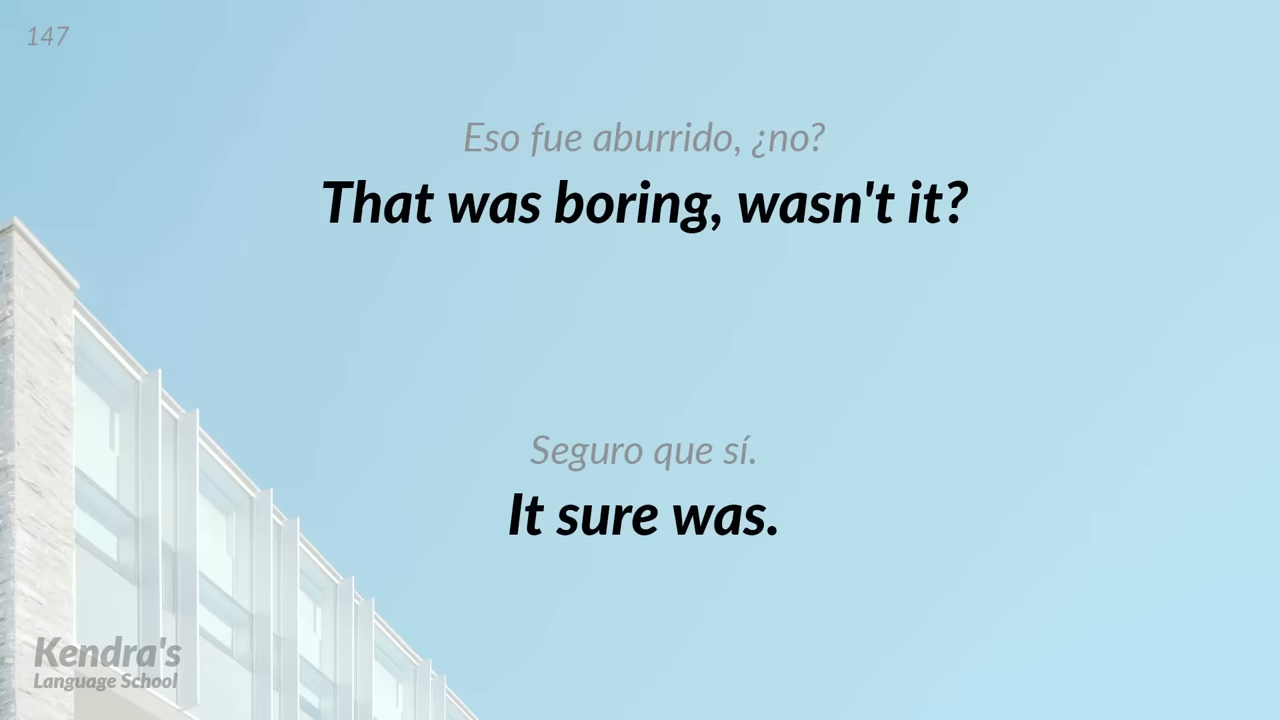 147
Eso fue aburrido, ¿no?
That was boring, wasn't it?
Seguro que sí.
It sure was.
Kendra's
Language School